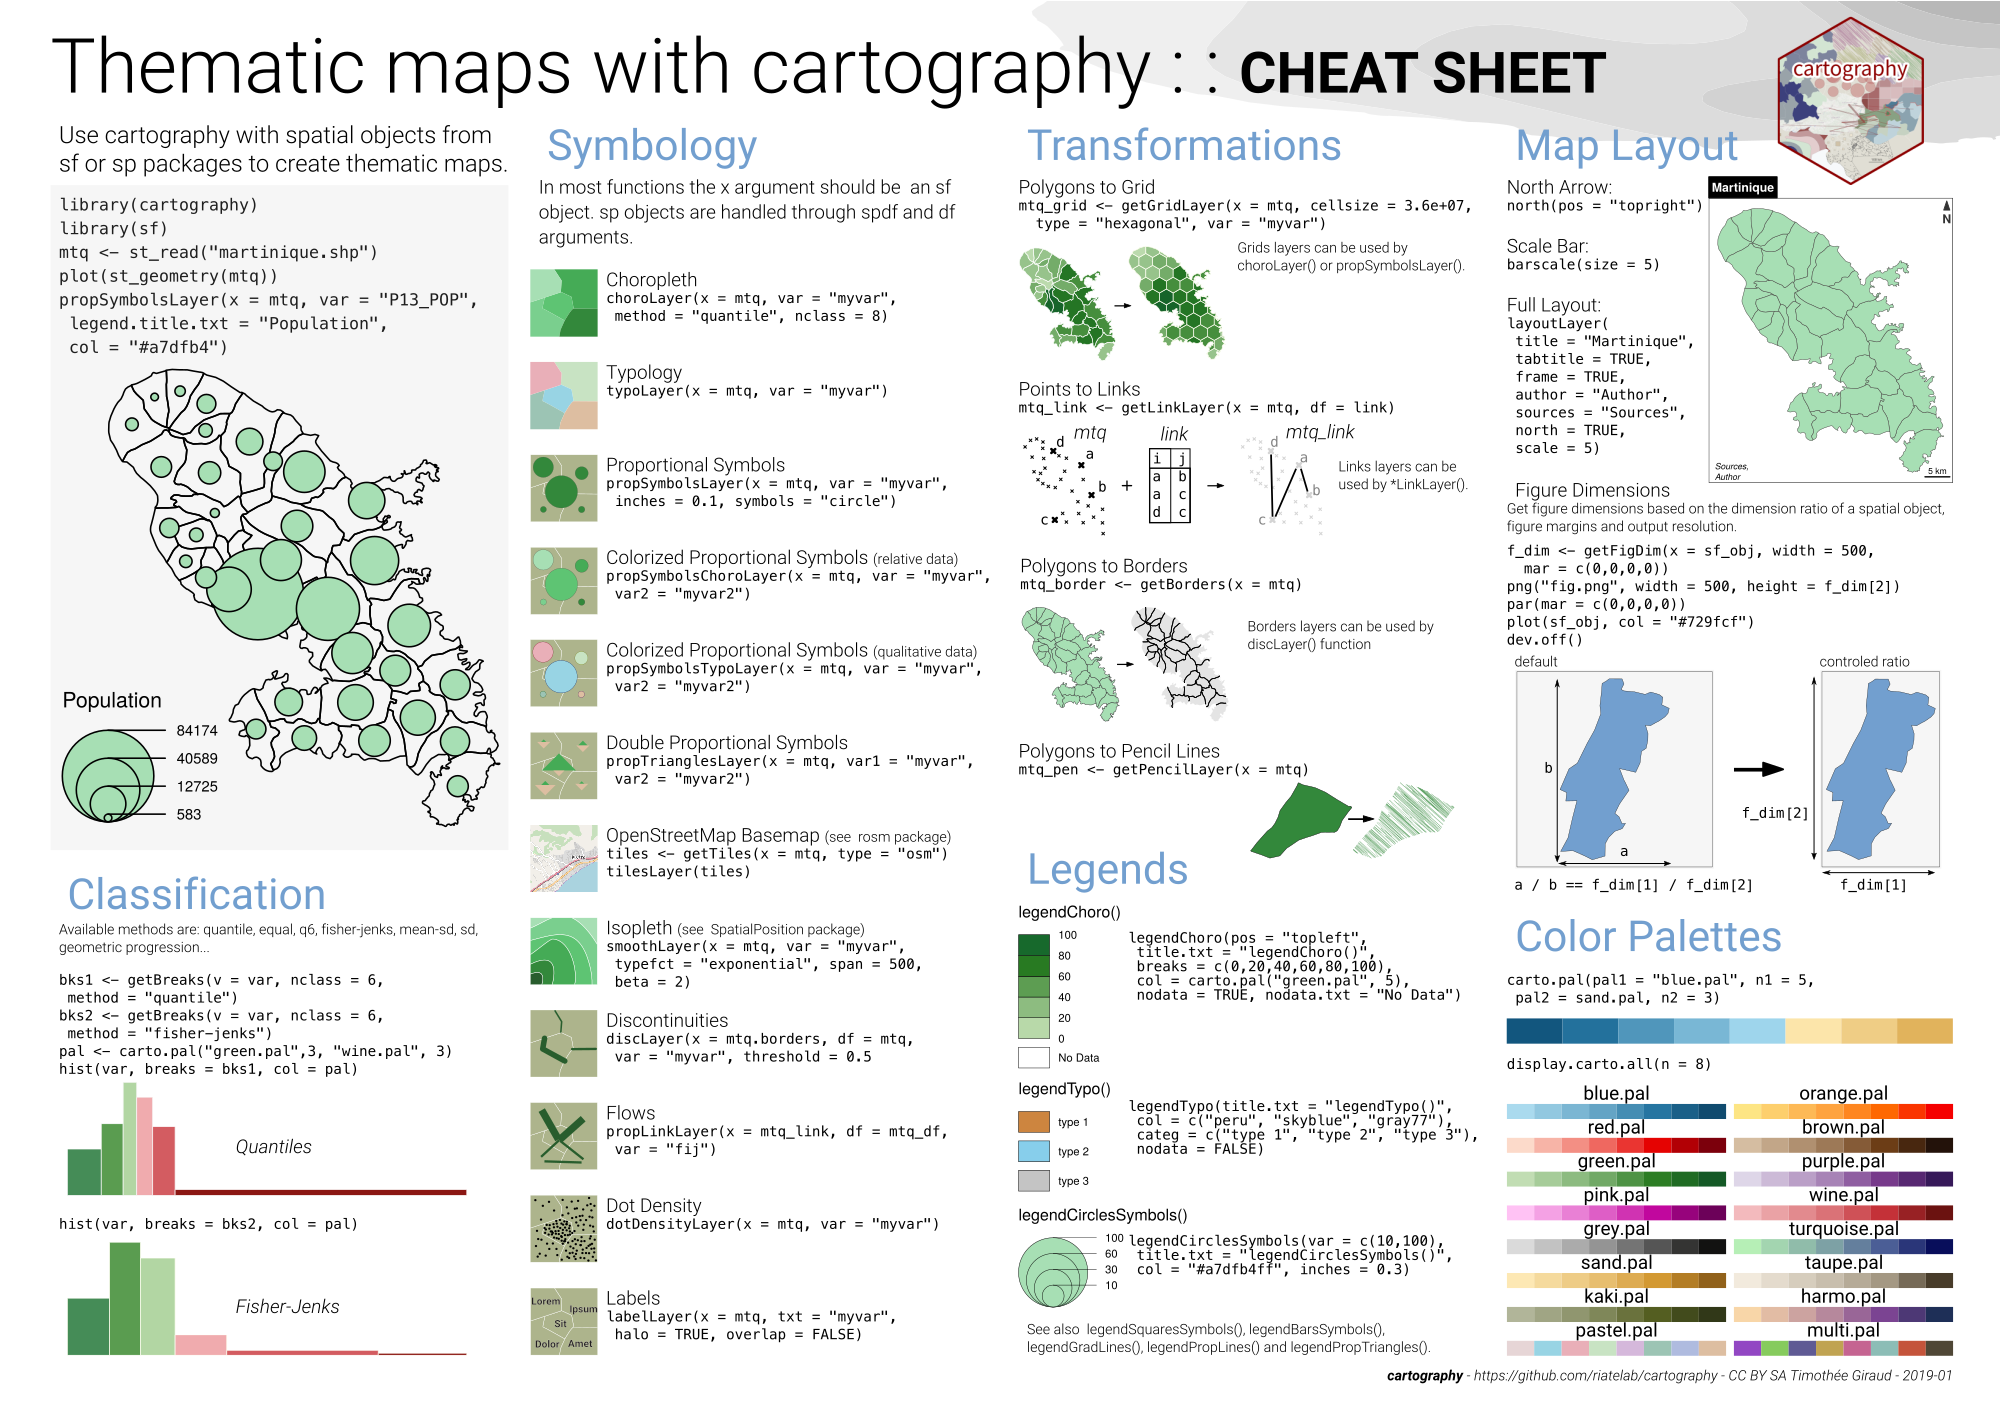 Thematic maps with cartography : : CHEAT SHEET
cartography
Use cartography with spatial objects from
sf or sp packages to create thematic maps.
library(cartography)
library(sf)
mtq <- st_read("martinique.shp")
plot(st_geometry(mtq))
propSymbolsLayer(x = mtq, var = "P13_POP",
legend.title.txt = "Population",
col = "#a7dfb4")
Population
84174
40589
12725
583
Classification
Available methods are: quantile, equal, q6, fisher-jenks, mean-sd, sd,
geometric progression...
bks1 <- getBreaks(v = var, nclass = 6,
method = "quantile")
bks2 <- getBreaks(v = var, nclass = 6,
method = "fisher-jenks")
pal <- carto.pal("green.pal",3, "wine.pal", 3)
hist(var, breaks = bks1, col = pal)
Quantiles
hist(var, breaks = bks2, col = pal)
Fisher-Jenks
Symbology
In most functions the x argument should be an sf
object. sp objects are handled through spdf and df
arguments.
Choropleth
choroLayer(x = mtq, var = "myvar",
method = "quantile", nclass = 8)
Typology
typoLayer(x = mtq, var = "myvar")
Proportional Symbols
propSymbolsLayer(x = mtq, var = "myvar",
inches = 0.1, symbols = "circle")
Colorized Proportional Symbols (relative data)
propSymbolsChoroLayer(x = mtq, var = "myvar",
var2 = "myvar2")
Colorized Proportional Symbols (qualitative data)
propSymbolsTypoLayer(x = mtq, var = "myvar",
var2 = "myvar2")
Double Proportional Symbols
propTrianglesLayer(x = mtq, var1 = "myvar",
var2 = "myvar2")
OpenStreetMap Basemap (see rosm package)
tiles <- getTiles(x = mtq, type = "osm")
tilesLayer(tiles)
Isopleth (see SpatialPosition package)
smoothLayer(x = mtq, var = "myvar",
typefct = "exponential", span = 500,
beta = 2)
Discontinuities
discLayer(x = mtq.borders, df = mtq,
var = "myvar", threshold = 0.5
Flows
propLinkLayer(x = mtq_link, df = mtq_df,
var = "fij")
Dot Density
dotDensityLayer(x = mtq, var = "myvar")
Lorem
Ipsum
Sit
Dolor Amet
Labels
labelLayer(x = mtq, txt = "myvar",
halo = TRUE, overlap = FALSE)
Transformations
Polygons to Grid
mtq_grid <- getGridLayer(x = mtq, cellsize = 3.6e+07,
type = "hexagonal", var = "myvar")
Grids layers can be used by
choroLayer() or propSymbolsLayer().
Points to Links
mtq_link <- getLinkLayer(x = mtq, df = link)
mtq link mtq_link
d
a
b
c
+
i j
a b
a c
d c
d
a
b
c
Links layers can be
used by *LinkLayer().
Polygons to Borders
mtq_border <- getBorders(x = mtq)
Borders layers can be used by
discLayer() function
Polygons to Pencil Lines
mtq_pen <- getPencilLayer(x = mtq)
Legends
legendChoro()
100
80
60
40
20
0
No Data
legendChoro(pos = "topleft",
title.txt = "legendChoro()",
breaks = c(0,20,40,60,80,100),
col = carto.pal("green.pal", 5),
nodata = TRUE, nodata.txt = "No Data")
legendTypo()
type 1
type 2
type 3
legendTypo(title.txt = "legendTypo()",
col = c("peru", "skyblue", "gray77"),
categ = c("type 1", "type 2", "type 3"),
nodata = FALSE)
legendCirclesSymbols()
100
60
30
10
legendCirclesSymbols(var = c(10,100),
title.txt = "legendCirclesSymbols()",
col = "#a7dfb4ff", inches = 0.3)
See also legendSquaresSymbols(), legendBarsSymbols(),
legendGradLines(), legendPropLines() and legendPropTriangles().
Map Layout
North Arrow:
north(pos = "topright")
Scale Bar:
barscale(size = 5)
Full Layout:
layoutLayer(
title = "Martinique",
tabtitle = TRUE,
frame = TRUE,
author = "Author",
sources = "Sources",
north = TRUE,
scale = 5)
Martinique
N
Sources,
Author
5 km
Figure Dimensions
Get figure dimensions based on the dimension ratio of a spatial object,
figure margins and output resolution.
f_dim <- getFigDim(x = sf_obj, width = 500,
mar = c(0,0,0,0))
png("fig.png", width = 500, height = f_dim[2])
par(mar = c(0,0,0,0))
plot(sf_obj, col = "#729fcf")
dev.off()
default
controled ratio
b
a
f_dim[2]
f_dim[1]
a / b == f_dim[1] / f_dim[2]
Color Palettes
carto.pal(pal1 = "blue.pal", n1 = 5,
pal2 = sand.pal, n2 = 3)
display.carto.all(n = 8)
blue.pal orange.pal
red.pal brown.pal
green.pal purple.pal
pink.pal wine.pal
grey.pal turquoise.pal
sand.pal taupe.pal
kaki.pal harmo.pal
pastel.pal multi.pal
cartography - https://github.com/riatelab/cartography - CC BY SA Timothée Giraud - 2019-01